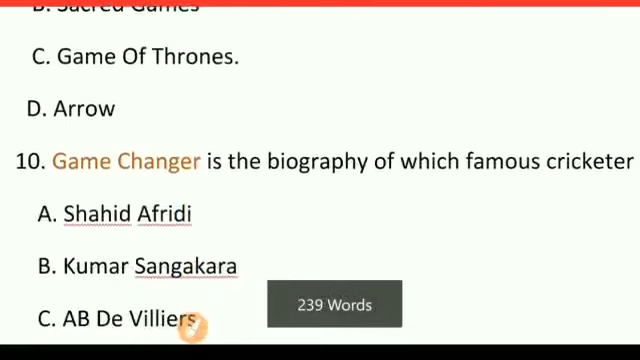 B. Sacred Games
C. Game Of Thrones.
D. Arrow
10. Game Changer is the biography of which famous cricketer
A. Shahid Afridi
B. Kumar Sangakara
C. AB De Villiers
239 Words